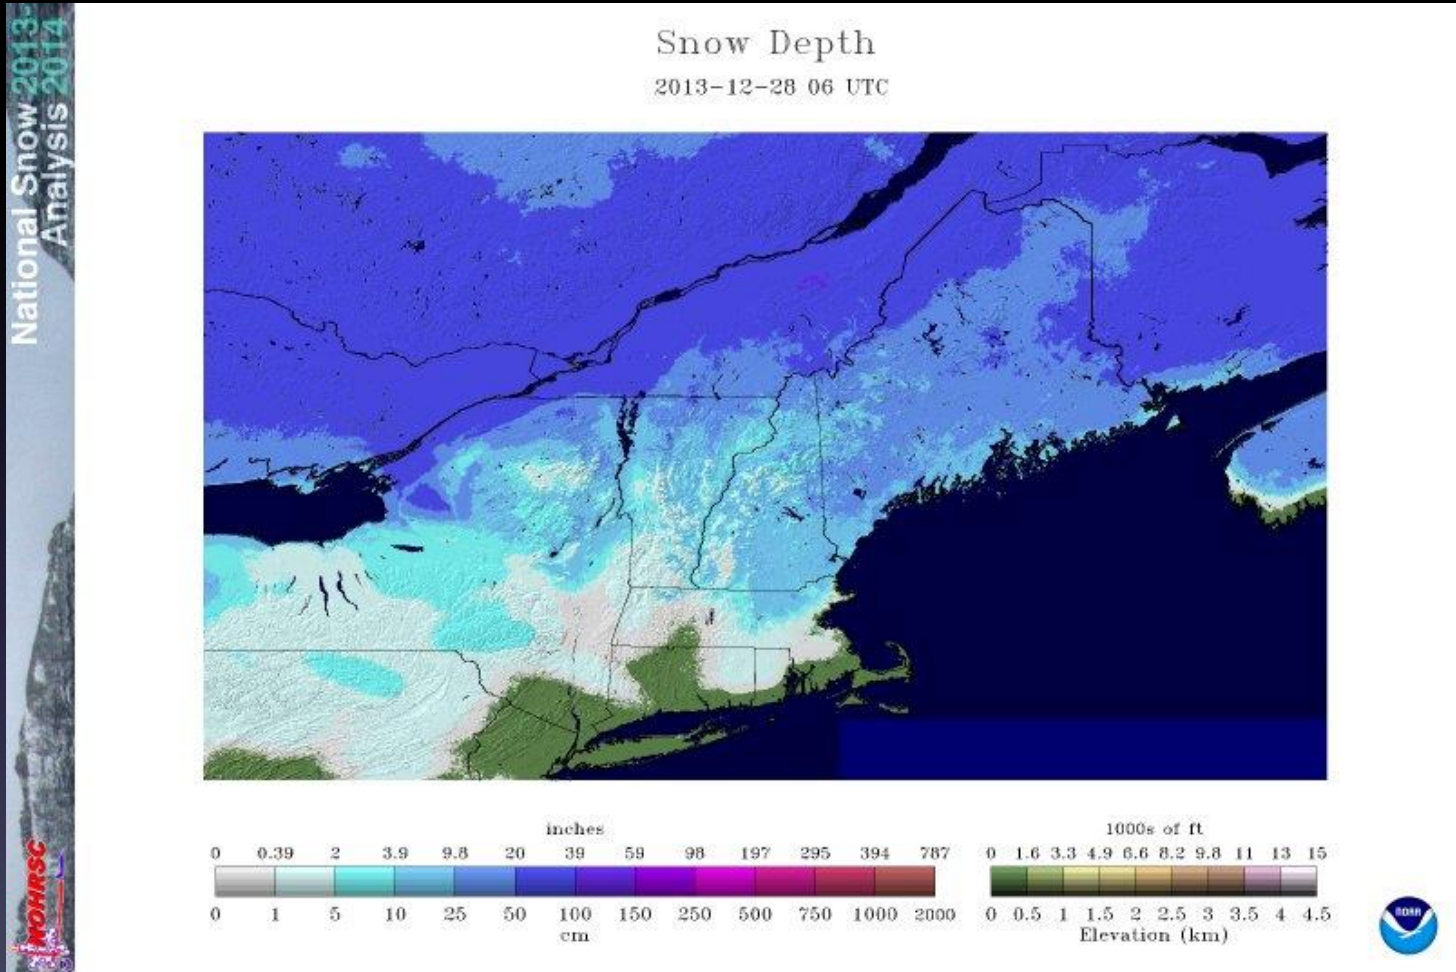 National Snow 2013-
Analysis 2014
Snow Depth
2013-12-28 06 UTC
inches
0 0.39 2 3.9 9.8 20 39 59 98 197 295 394 787
0 1 5 10 25 50 100 150 250 500 750 1000 2000
cm
1000s of ft
0 1.6 3.3 4.9 6.6 8.2 9.8 11 13 15
0 0.5 1 1.5 2 2.5 3 3.5 4 4.5
Elevation (km)
NOHRSC
NOAA